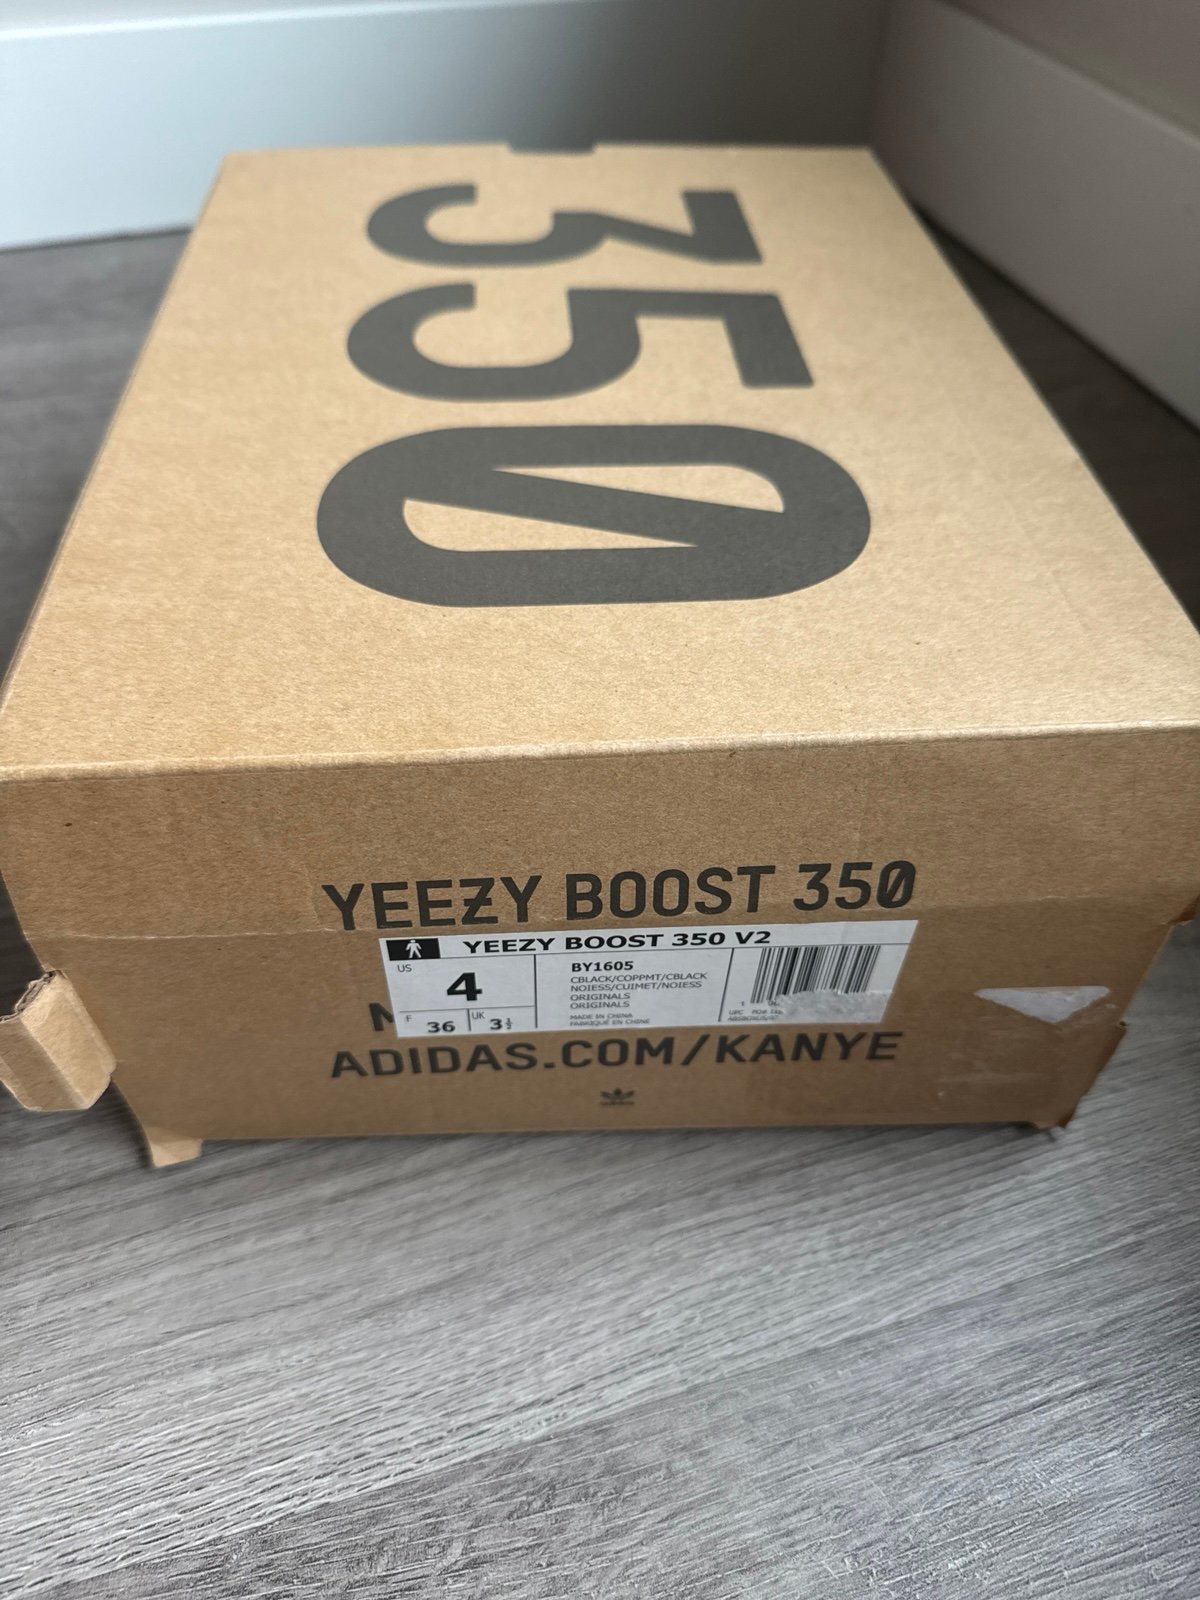 350
YEEZY BOOST 350
YEEZY BOOST 350 V2
US
4
F
36
UK
3½
BY1605
CBLACK/COPPMT/CBLACK
NOIESS/CUIMET/NOIESS
ORIGINALS
ORIGINALS
MADE IN CHINA
FABRIQUÉ EN CHINE
UPC
ADIDAS.COM/KANYE